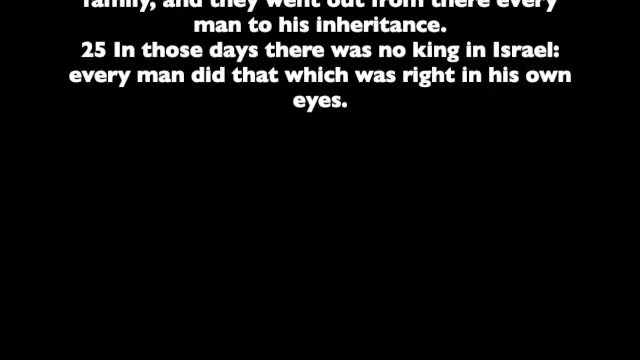 family, and they went out from there every
man to his inheritance.
25 In those days there was no king in Israel:
every man did that which was right in his own
eyes.